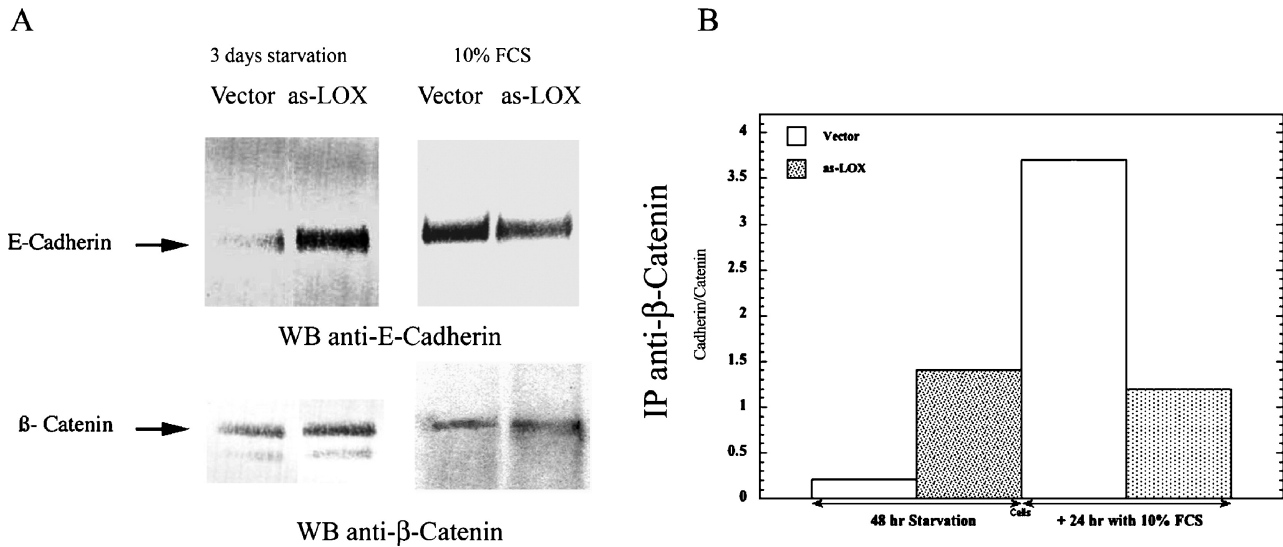 A
3 days starvation
10% FCS
Vector as-LOX
Vector as-LOX
E-Cadherin
WB anti-E-Cadherin
ß- Catenin
WB anti-β-Catenin
B
IP anti-β-Catenin
Cadherin/Catenin
4
3.5
3
2.5
2
1.5
1
0.5
0
Vector
as-LOX
48 hr Starvation
Cells
+ 24 hr with 10% FCS